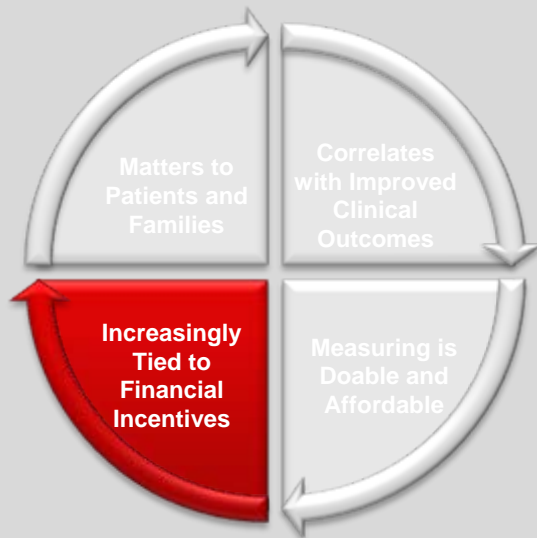 Matters to
Patients and
Families
Correlates
with Improved
Clinical
Outcomes
Increasingly
Tied to
Financial
Incentives
Measuring is
Doable and
Affordable